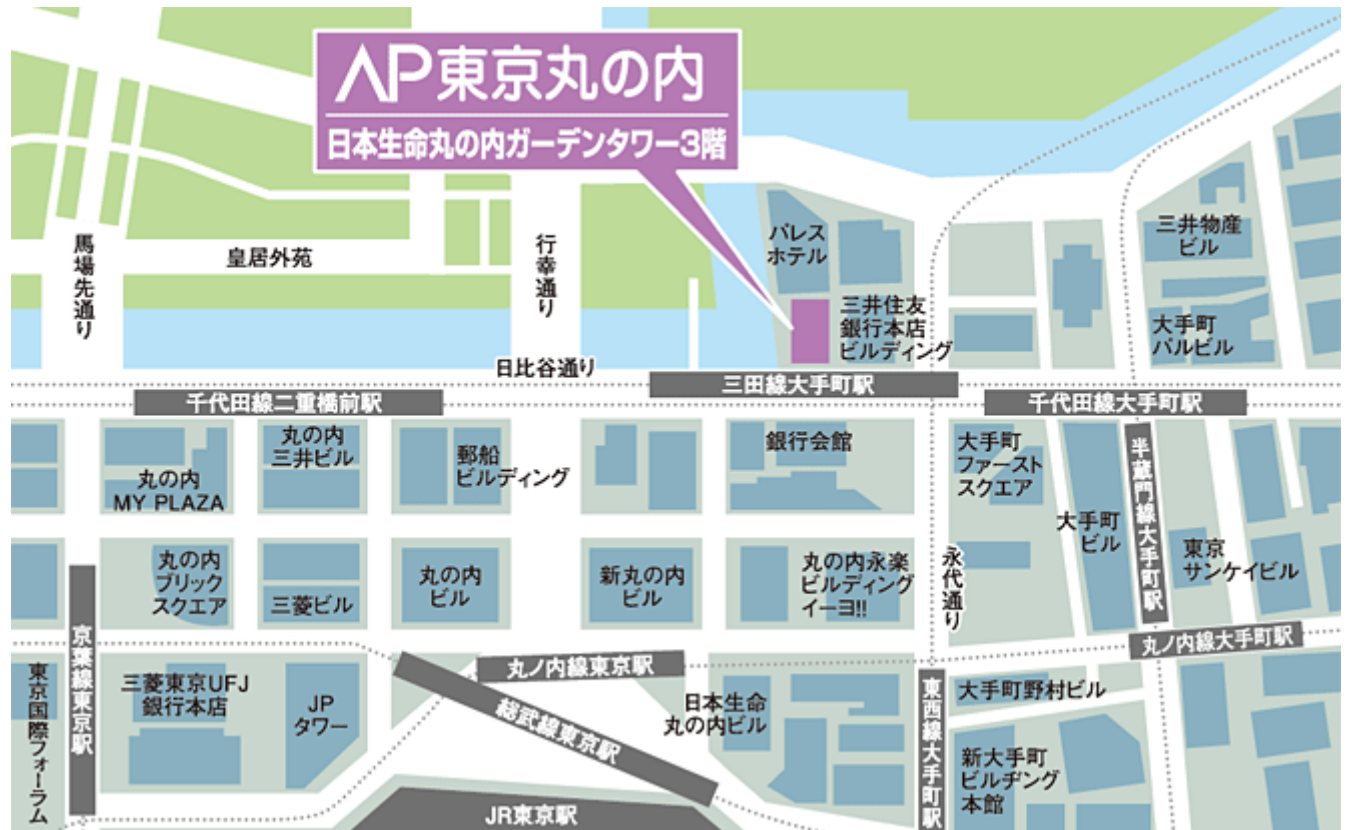 AP東京丸の内
日本生命丸の内ガーデンタワー3階
馬場先通り
皇居外苑
行幸通り
パレス
ホテル
三井住友
銀行本店
ビルディング
三井物産
ビル
大手町
パルビル
日比谷通り
三田線大手町駅
千代田線二重橋前駅
千代田線大手町駅
丸の内
MY PLAZA
丸の内
三井ビル
郵船
ビルディング
銀行会館
大手町
ファースト
スクエア
大手町
ビル
半蔵門線大手町駅
東京
サンケイビル
丸の内
ブリック
スクエア
三菱ビル
丸の内
ビル
新丸の内
ビル
丸の内永楽
ビルディング
イーヨ!!
永代通り
丸ノ内線大手町駅
京葉線東京駅
東京国際フォーラム
三菱東京UFJ
銀行本店
JP
タワー
丸ノ内線東京駅
総武線東京駅
日本生命
丸の内ビル
東西線大手町駅
大手町野村ビル
新大手町
ビルヂング
本館
JR東京駅